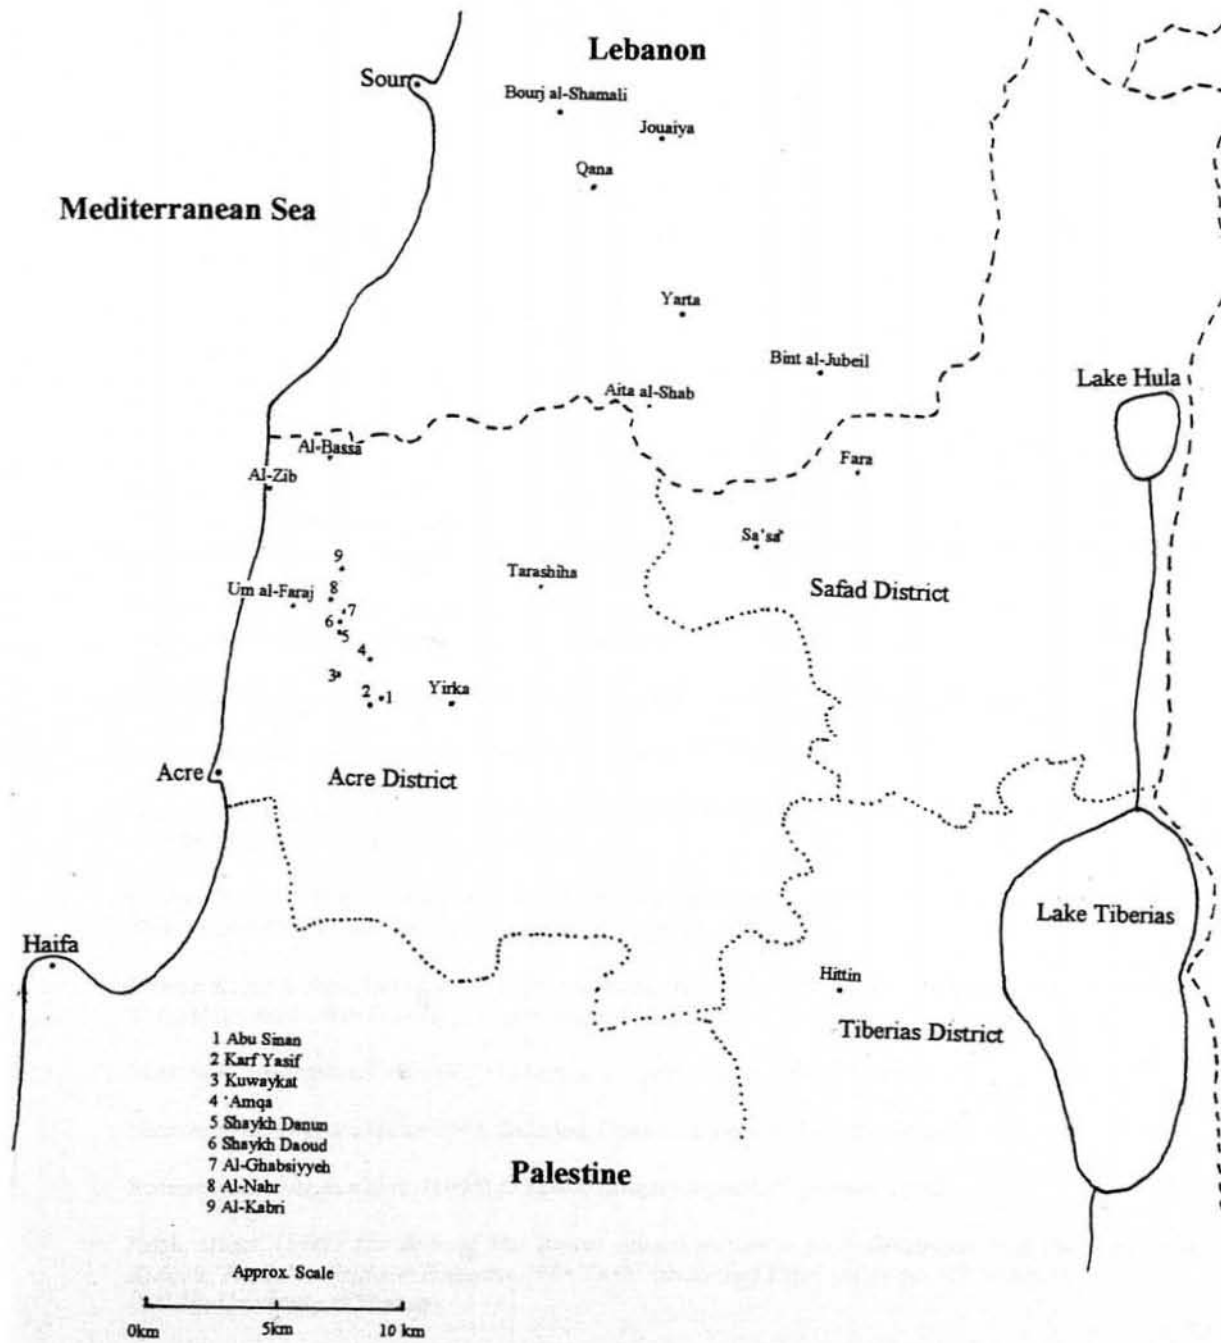 Lebanon
Sour
Bourj al-Shamali
Jouaiya
Qana
Mediterranean Sea
Yarta
Bint al-Jubeil
Lake Hula
Aita al-Shab
Al-Bassa
Fara
Al-Zib
Sa'sa'
9
Tarashiha
8
Um al-Faraj
Safad District
7
6
5
4
3
2
1
Yirka
Acre
Acre District
Lake Tiberias
Haifa
Hittin
Tiberias District
1 Abu Sinan
2 Karf Yasif
3 Kuwaykat
4 'Amqa
5 Shaykh Danun
6 Shaykh Daoud
7 Al-Ghabsiyyeh
8 Al-Nahr
9 Al-Kabri
Palestine
Approx. Scale
0km 5km 10 km